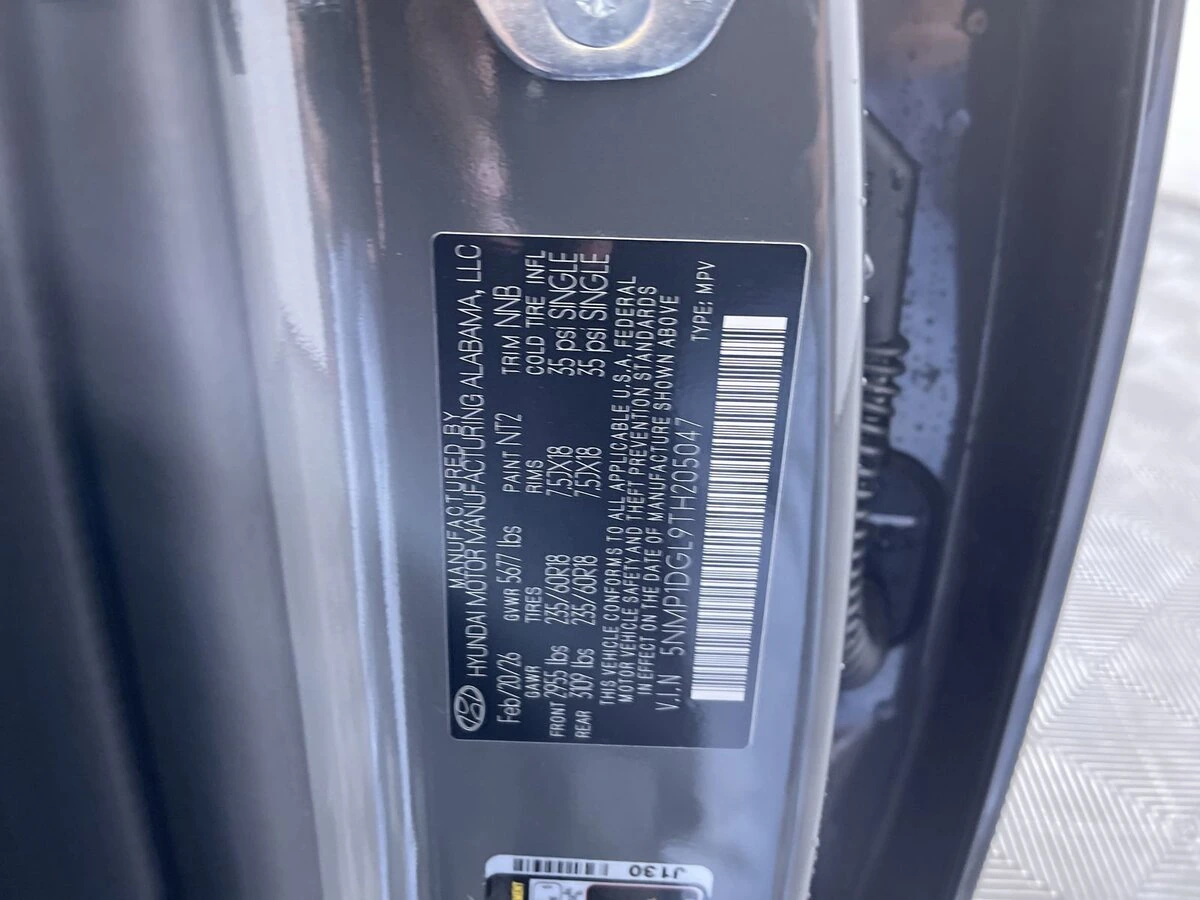 MANUFACTURED BY
HYUNDAI MOTOR MANUFACTURING ALABAMA, LLC
Feb/20/26 GVWR 5677 lbs PAINT NT2 TRIM NNB
GAWR TIRES RIMS COLD TIRE INFL
FRONT 2955 lbs 235/60R18 7.5JX18 35 psi SINGLE
REAR 3109 lbs 235/60R18 7.5JX18 35 psi SINGLE
THIS VEHICLE CONFORMS TO ALL APPLICABLE U.S.A. FEDERAL
MOTOR VEHICLE SAFETY AND THEFT PREVENTION STANDARDS
IN EFFECT ON THE DATE OF MANUFACTURE SHOWN ABOVE
V.I.N 5NMP1DGL9TH205047 TYPE: MPV
J130